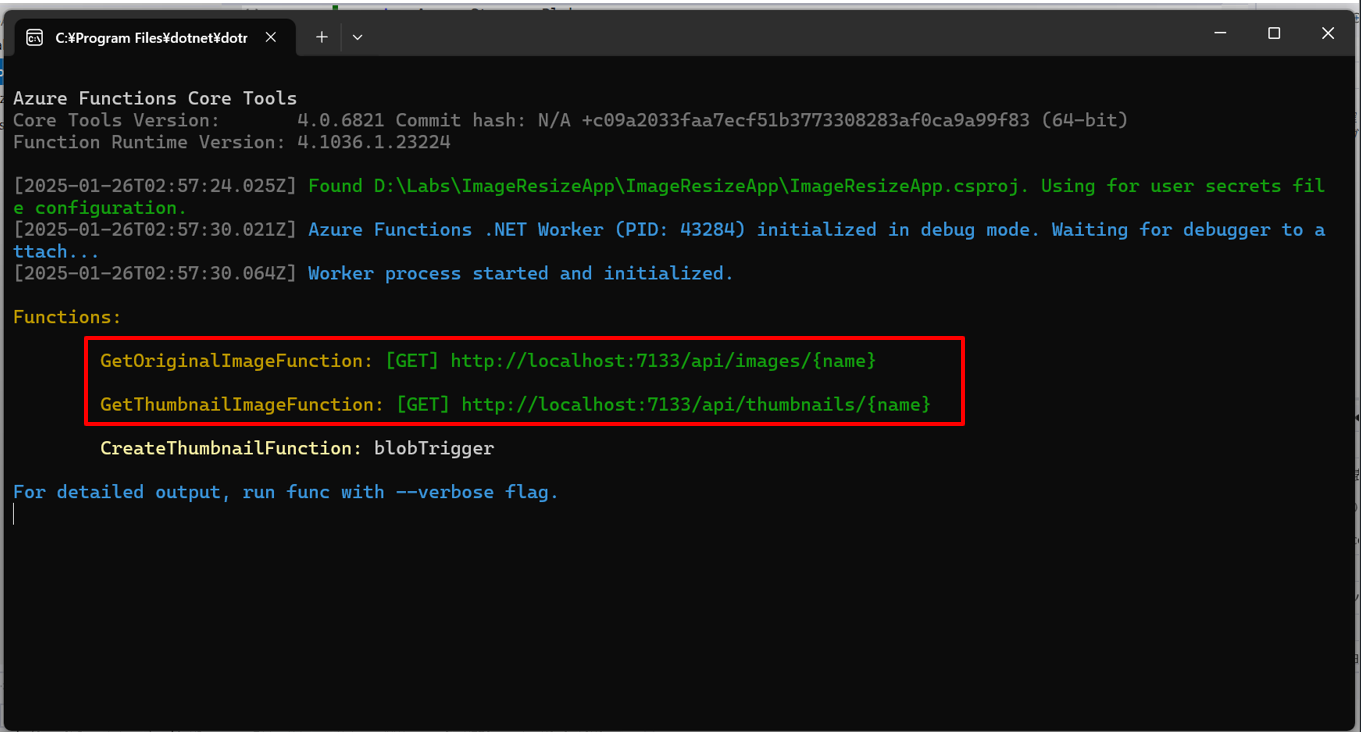 C:¥Program Files¥dotnet¥dotr
Azure Functions Core Tools
Core Tools Version:       4.0.6821 Commit hash: N/A +c09a2033faa7ecf51b3773308283af0ca9a99f83 (64-bit)
Function Runtime Version: 4.1036.1.23224
[2025-01-26T02:57:24.025Z] Found D:\Labs\ImageResizeApp\ImageResizeApp\ImageResizeApp.csproj. Using for user secrets fil
e configuration.
[2025-01-26T02:57:30.021Z] Azure Functions .NET Worker (PID: 43284) initialized in debug mode. Waiting for debugger to a
ttach...
[2025-01-26T02:57:30.064Z] Worker process started and initialized.
Functions:
GetOriginalImageFunction: [GET] http://localhost:7133/api/images/{name}
GetThumbnailImageFunction: [GET] http://localhost:7133/api/thumbnails/{name}
CreateThumbnailFunction: blobTrigger
For detailed output, run func with --verbose flag.